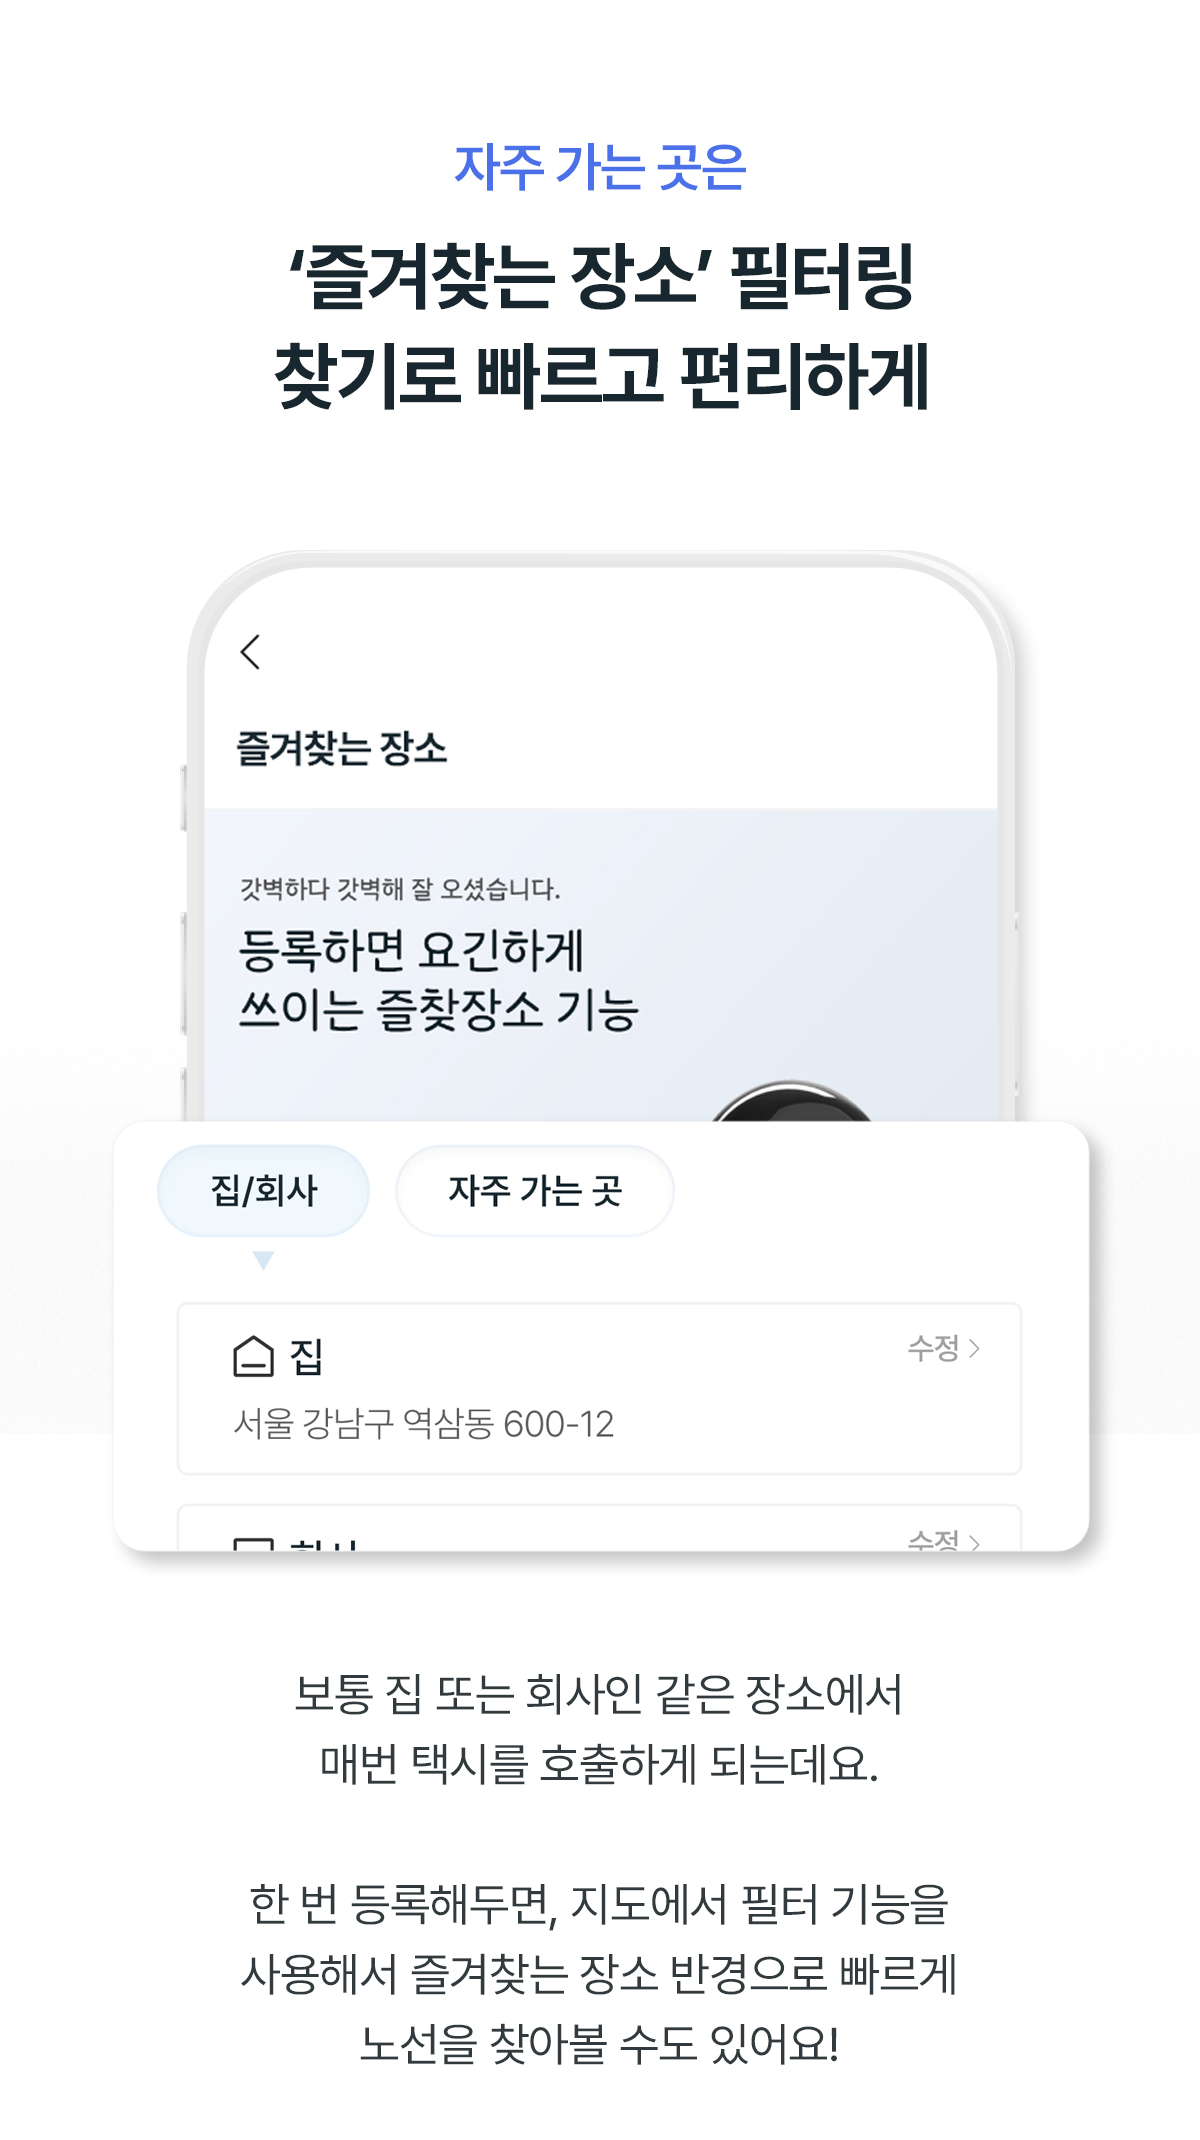 자주 가는 곳은
‘즐겨찾는 장소’ 필터링
찾기로 빠르고 편리하게
즐겨찾는 장소
갓벽하다 갓벽해 잘 오셨습니다.
등록하면 요긴하게
쓰이는 즐찾장소 기능
집/회사
자주 가는 곳
집
수정
서울 강남구 역삼동 600-12
수정
보통 집 또는 회사인 같은 장소에서
매번 택시를 호출하게 되는데요.
한 번 등록해두면, 지도에서 필터 기능을
사용해서 즐겨찾는 장소 반경으로 빠르게
노선을 찾아볼 수도 있어요!